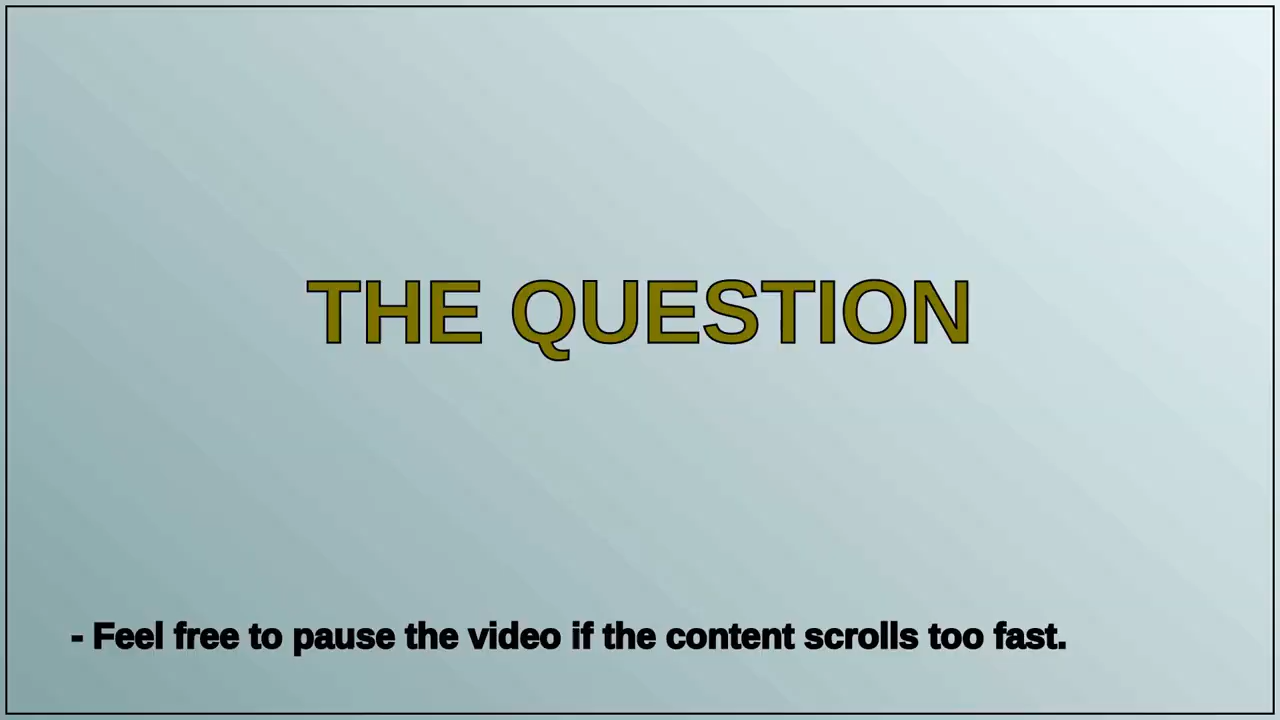 THE QUESTION
- Feel free to pause the video if the content scrolls too fast.